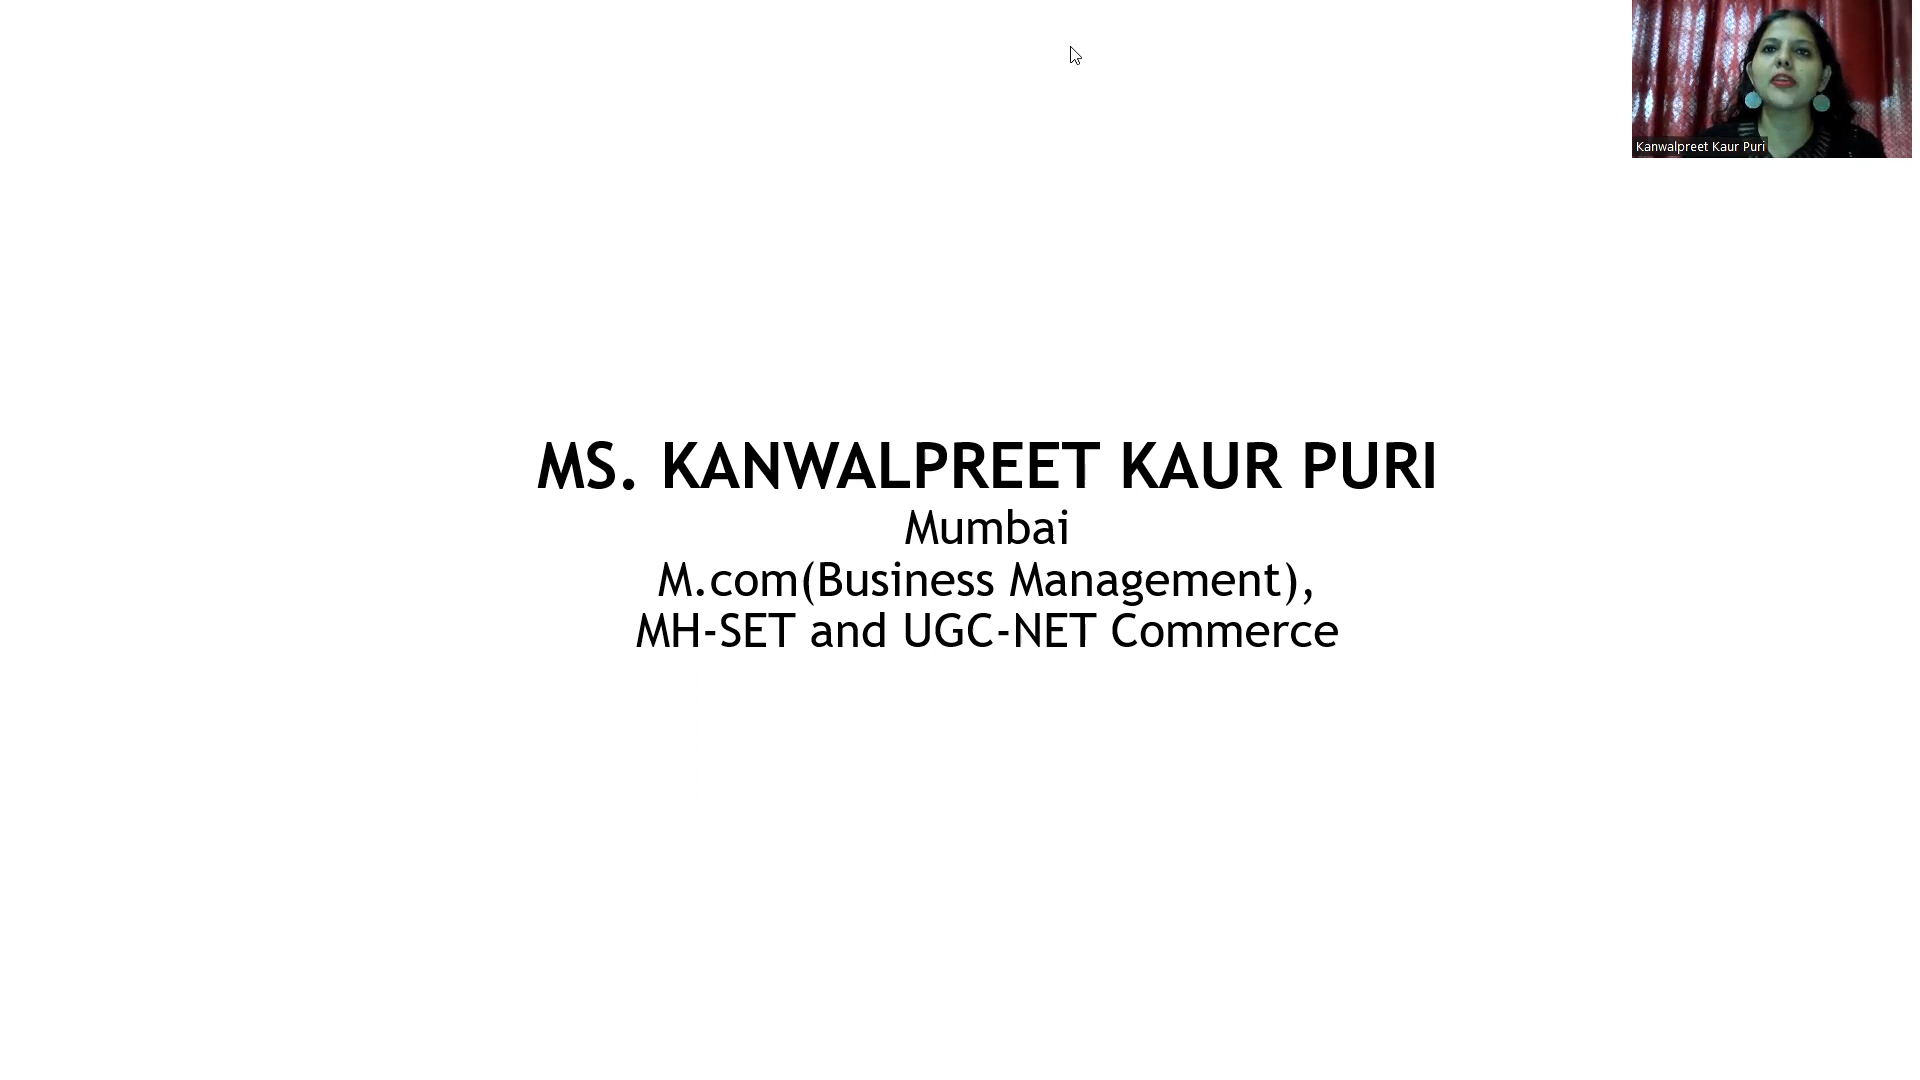 Kanwalpreet Kaur Puri
MS. KANWALPREET KAUR PURI
Mumbai
M.com(Business Management),
MH-SET and UGC-NET Commerce